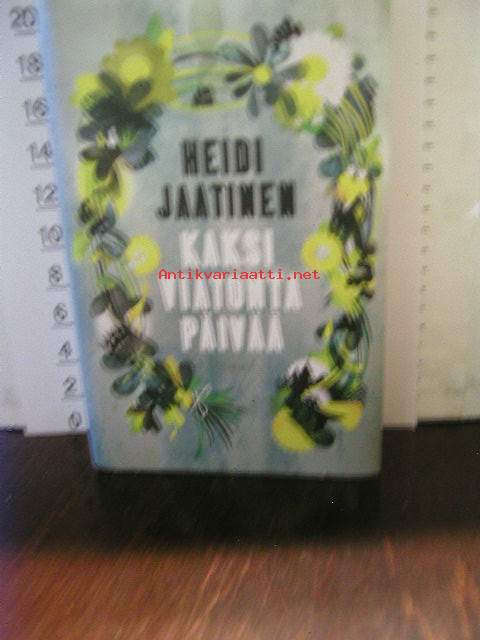 20
18
16
14
12
10
8
6
4
2
0
HEIDI
JAATINEN
KAKSI
Antikvariaatti.net
VIATONTA
PÄIVÄÄ